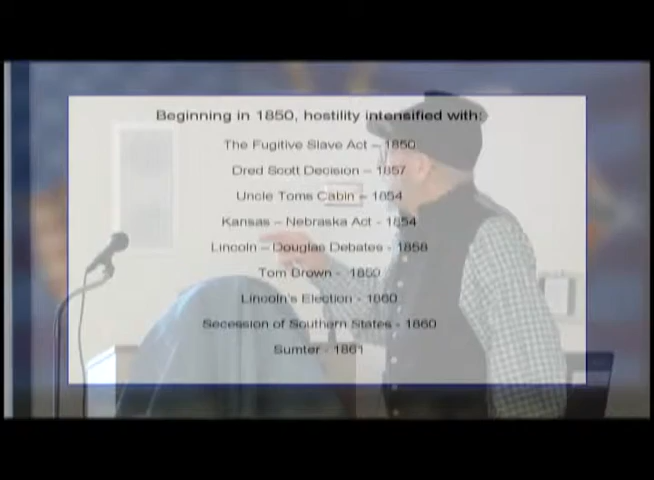 Beginning in 1850, hostility intensified with:
The Fugitive Slave Act – 1850
Dred Scott Decision – 1857
Uncle Toms Cabin – 1854
Kansas – Nebraska Act - 1854
Lincoln – Douglas Debates - 1858
Tom Brown - 1850
Lincoln's Election - 1860
Secession of Southern States - 1860
Sumter - 1861